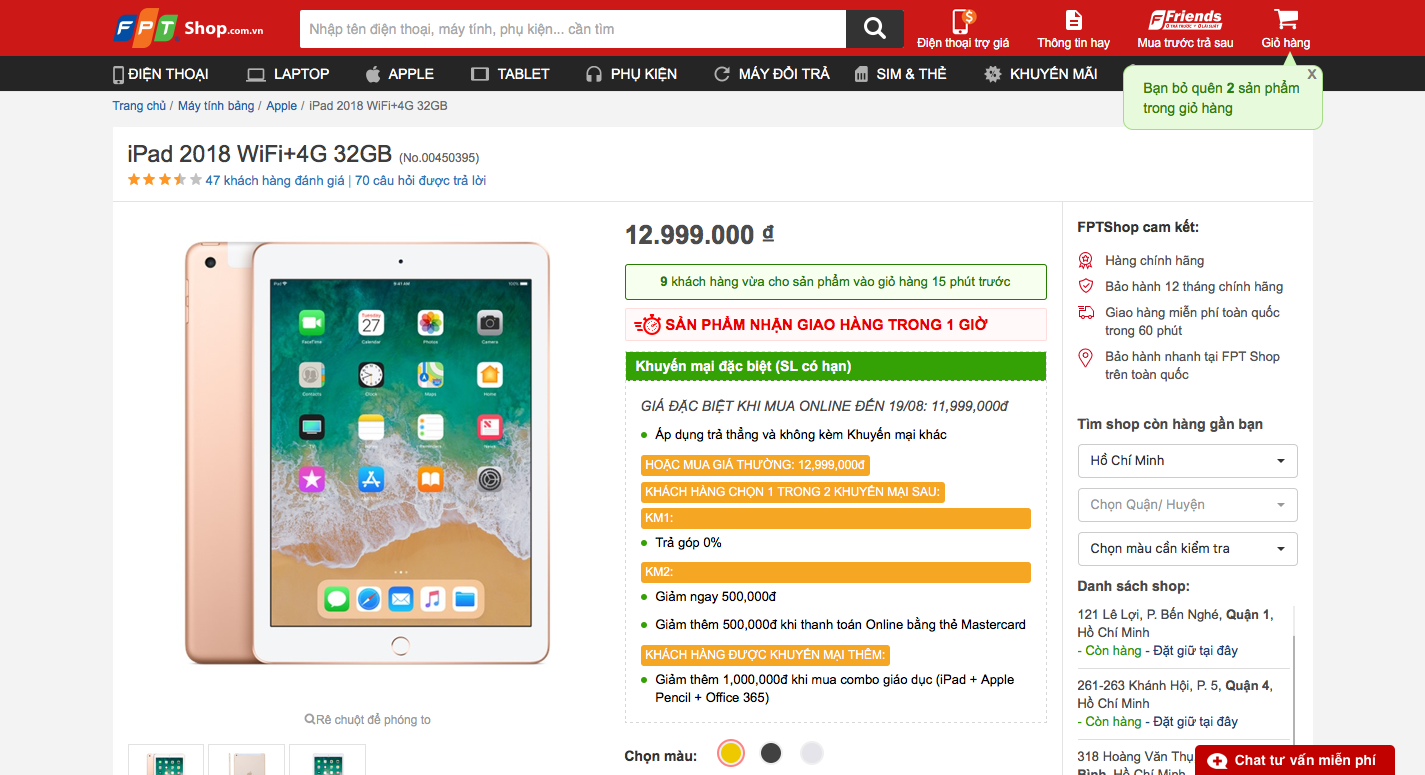 FPT Shop.com.vn
Nhập tên điện thoại, máy tính, phụ kiện... cần tìm
Điện thoại trợ giá
Thông tin hay
Friends
Mua trước trả sau
Giỏ hàng
ĐIỆN THOẠI
LAPTOP
APPLE
TABLET
PHỤ KIỆN
MÁY ĐỔI TRẢ
SIM & THẺ
KHUYẾN MÃI
X
Bạn bỏ quên 2 sản phẩm
trong giỏ hàng
Trang chủ / Máy tính bảng / Apple / iPad 2018 WiFi+4G 32GB
iPad 2018 WiFi+4G 32GB (No.00450395)
47 khách hàng đánh giá | 70 câu hỏi được trả lời
Tuesday
27
FaceTime
Calendar
Photos
Camera
Contacts
Clock
Maps
Home
Rê chuột để phóng to
12.999.000 ₫
9 khách hàng vừa cho sản phẩm vào giỏ hàng 15 phút trước
SẢN PHẨM NHẬN GIAO HÀNG TRONG 1 GIỜ
Khuyến mại đặc biệt (SL có hạn)
GIÁ ĐẶC BIỆT KHI MUA ONLINE ĐẾN 19/08: 11,999,000đ
Áp dụng trả thẳng và không kèm Khuyến mại khác
HOẶC MUA GIÁ THƯỜNG: 12,999,000đ
KHÁCH HÀNG CHỌN 1 TRONG 2 KHUYẾN MẠI SAU:
KM1:
Trả góp 0%
KM2:
Giảm ngay 500,000đ
Giảm thêm 500,000đ khi thanh toán Online bằng thẻ Mastercard
KHÁCH HÀNG ĐƯỢC KHUYẾN MẠI THÊM:
Giảm thêm 1,000,000đ khi mua combo giáo dục (iPad + Apple
Pencil + Office 365)
Chọn màu:
FPTShop cam kết:
Hàng chính hãng
Bảo hành 12 tháng chính hãng
Giao hàng miễn phí toàn quốc
trong 60 phút
Bảo hành nhanh tại FPT Shop
trên toàn quốc
Tìm shop còn hàng gần bạn
Hồ Chí Minh
Chọn Quận/ Huyện
Chọn màu cần kiểm tra
Danh sách shop:
121 Lê Lợi, P. Bến Nghé, Quận 1,
Hồ Chí Minh
- Còn hàng - Đặt giữ tại đây
261-263 Khánh Hội, P. 5, Quận 4,
Hồ Chí Minh
- Còn hàng - Đặt giữ tại đây
318 Hoàng Văn Thụ
Bình, Hồ Chí Minh
Chat tư vấn miễn phí